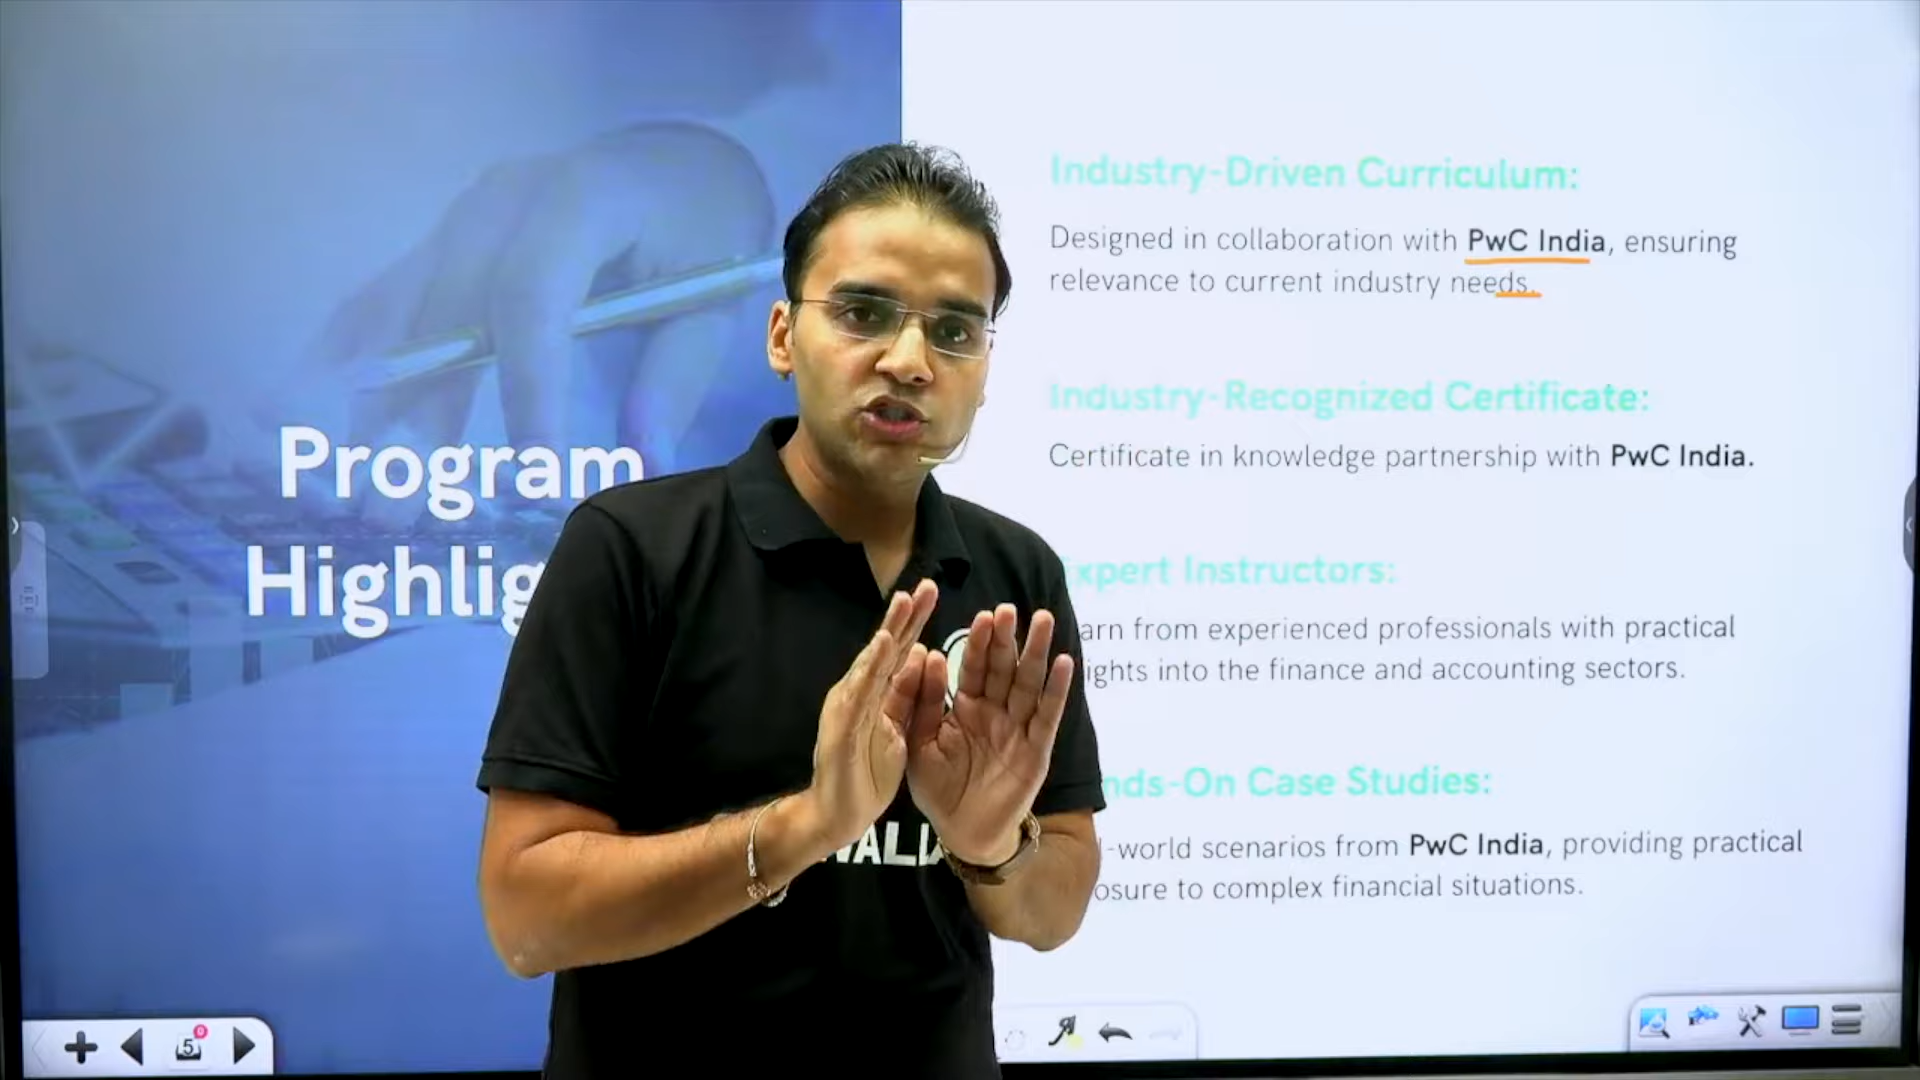 Program
Highlig
Industry-Driven Curriculum:
Designed in collaboration with PwC India, ensuring
relevance to current industry needs.
Industry-Recognized Certificate:
Certificate in knowledge partnership with PwC India.
xpert Instructors:
arn from experienced professionals with practical
ights into the finance and accounting sectors.
nds-On Case Studies:
-world scenarios from PwC India, providing practical
osure to complex financial situations.
WALL
5
0